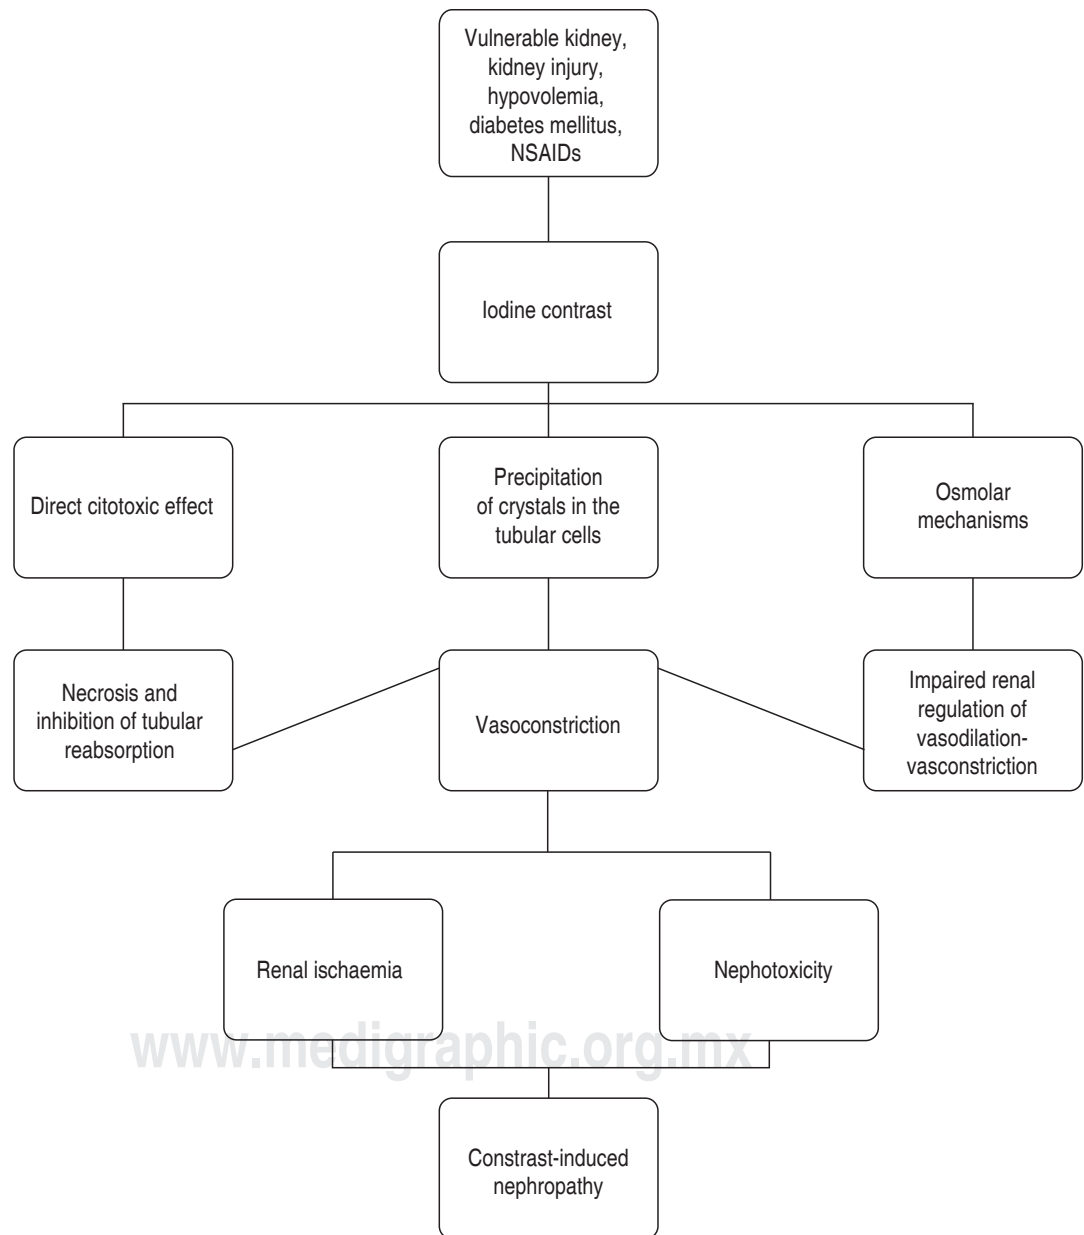 Vulnerable kidney,
kidney injury,
hypovolemia,
diabetes mellitus,
NSAIDs
Iodine contrast
Direct citotoxic effect
Precipitation
of crystals in the
tubular cells
Osmolar
mechanisms
Necrosis and
inhibition of tubular
reabsorption
Vasoconstriction
Impaired renal
regulation of
vasodilation-
vasconstriction
Renal ischaemia
Nephotoxicity
www.medigraphic.org.mx
Constrast-induced
nephropathy